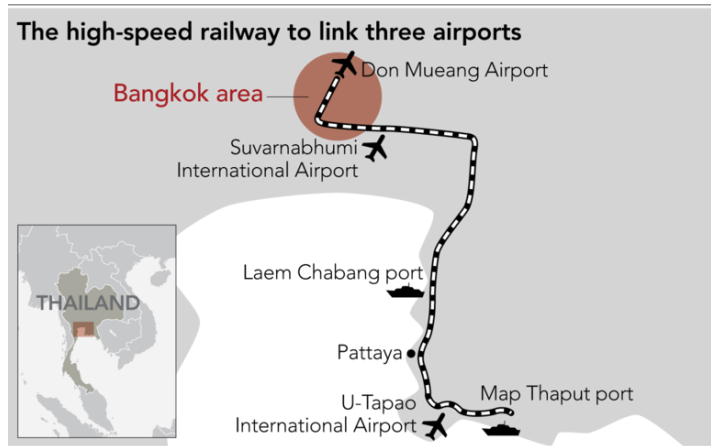 The high-speed railway to link three airports
Don Mueang Airport
Bangkok area
Suvarnabhumi
International Airport
Laem Chabang port
THAILAND
Pattaya
U-Tapao
International Airport
Map Thaput port